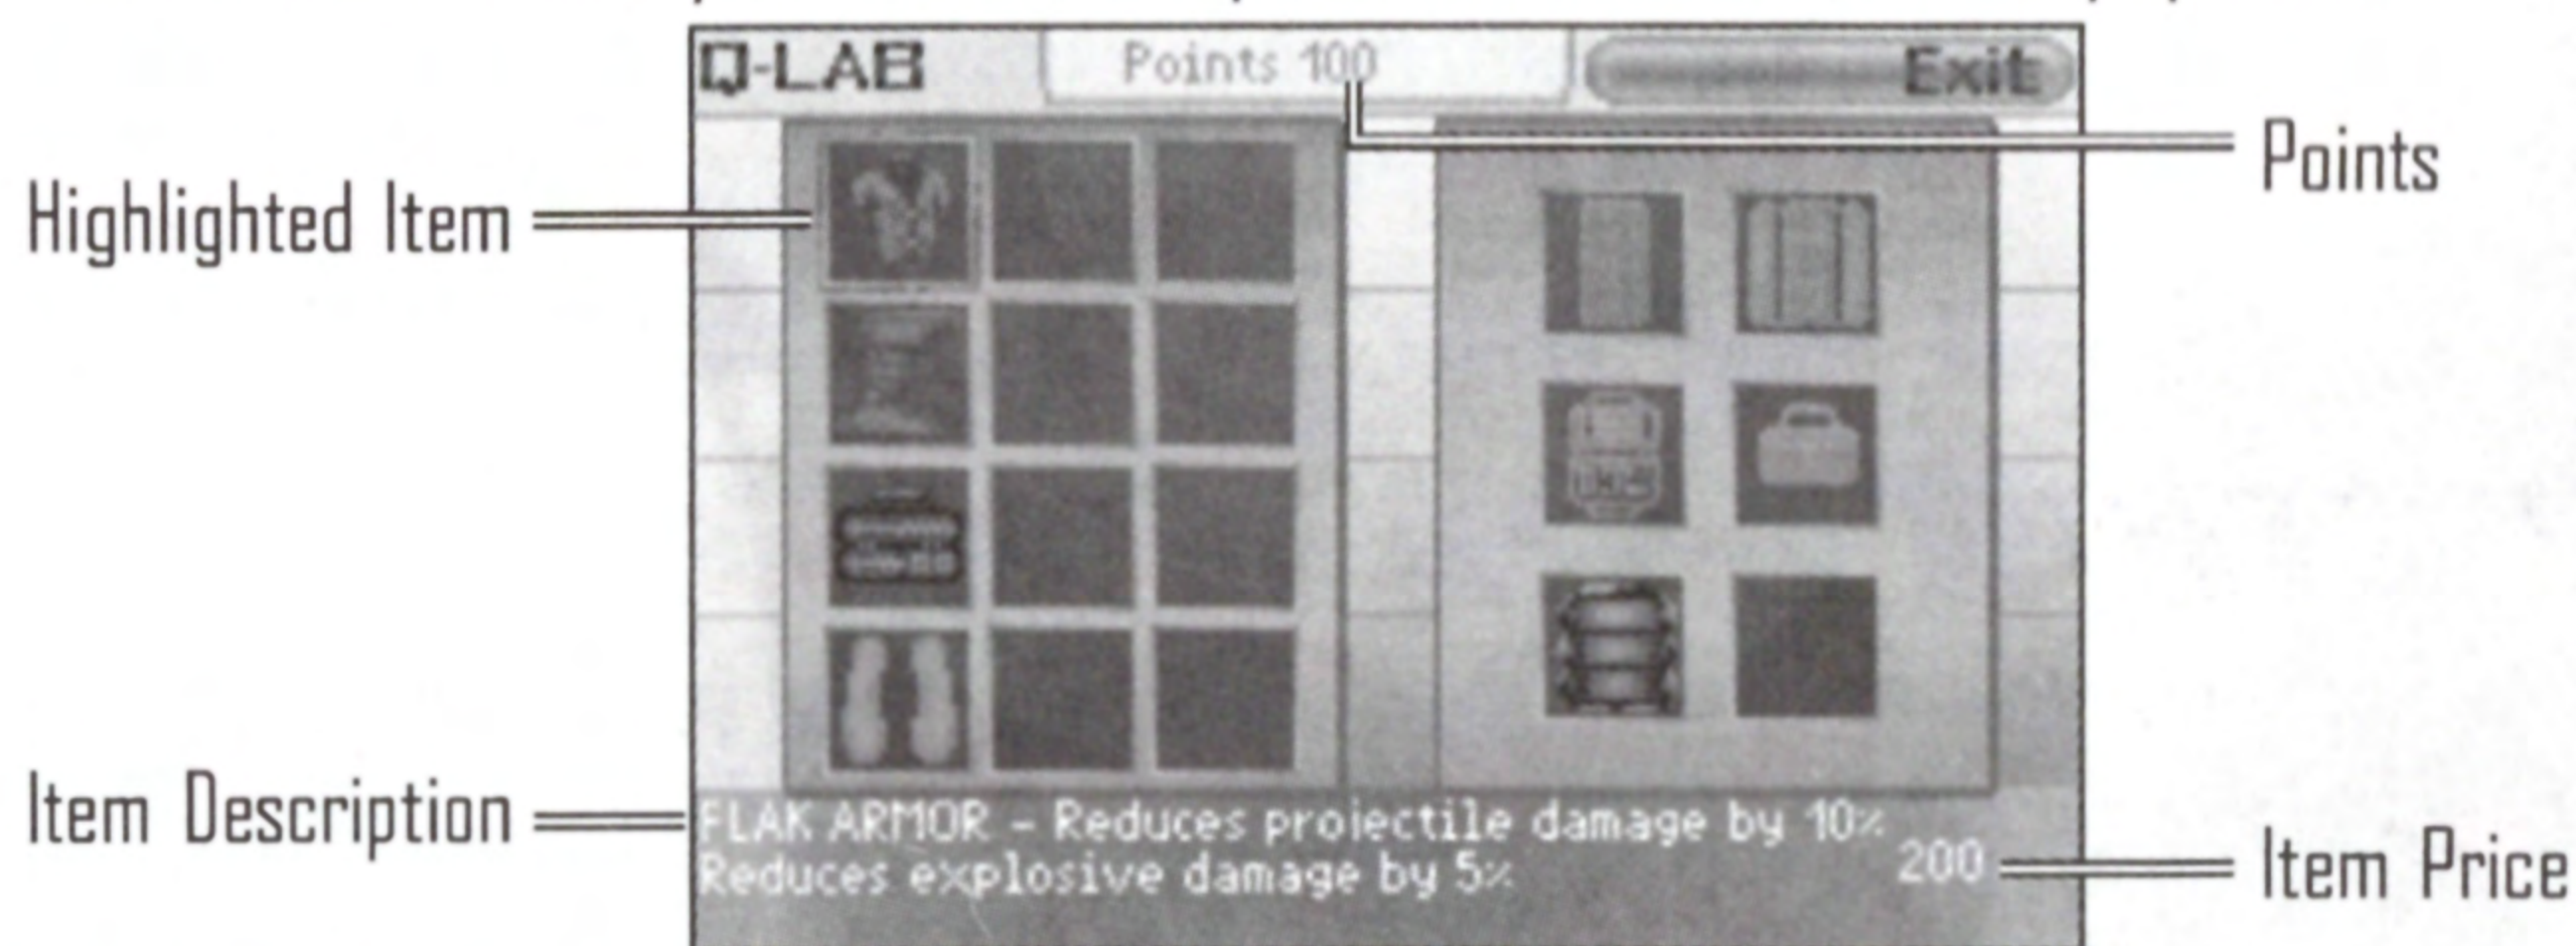 Q-LAB Points 100 Exit
Points
Highlighted Item
Item Description
FLAK ARMOR - Reduces projectile damage by 10%
Reduces explosive damage by 5%
200
Item Price